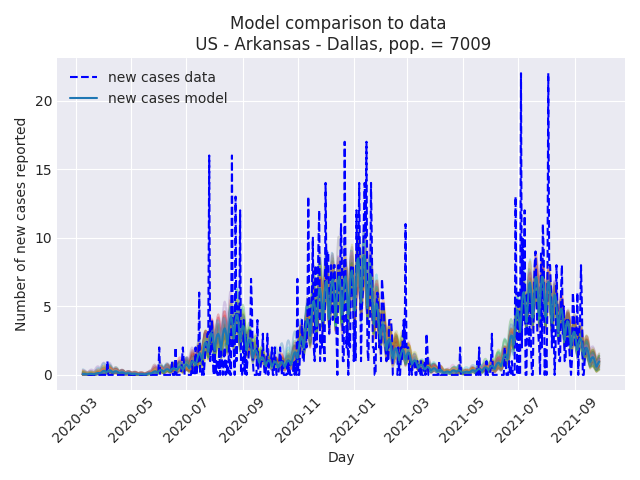 Model comparison to data
US - Arkansas - Dallas, pop. = 7009
new cases data
new cases model
Number of new cases reported
20
15
10
5
0
2020-03
2020-05
2020-07
2020-09
2020-11
2021-01
2021-03
2021-05
2021-07
2021-09
Day